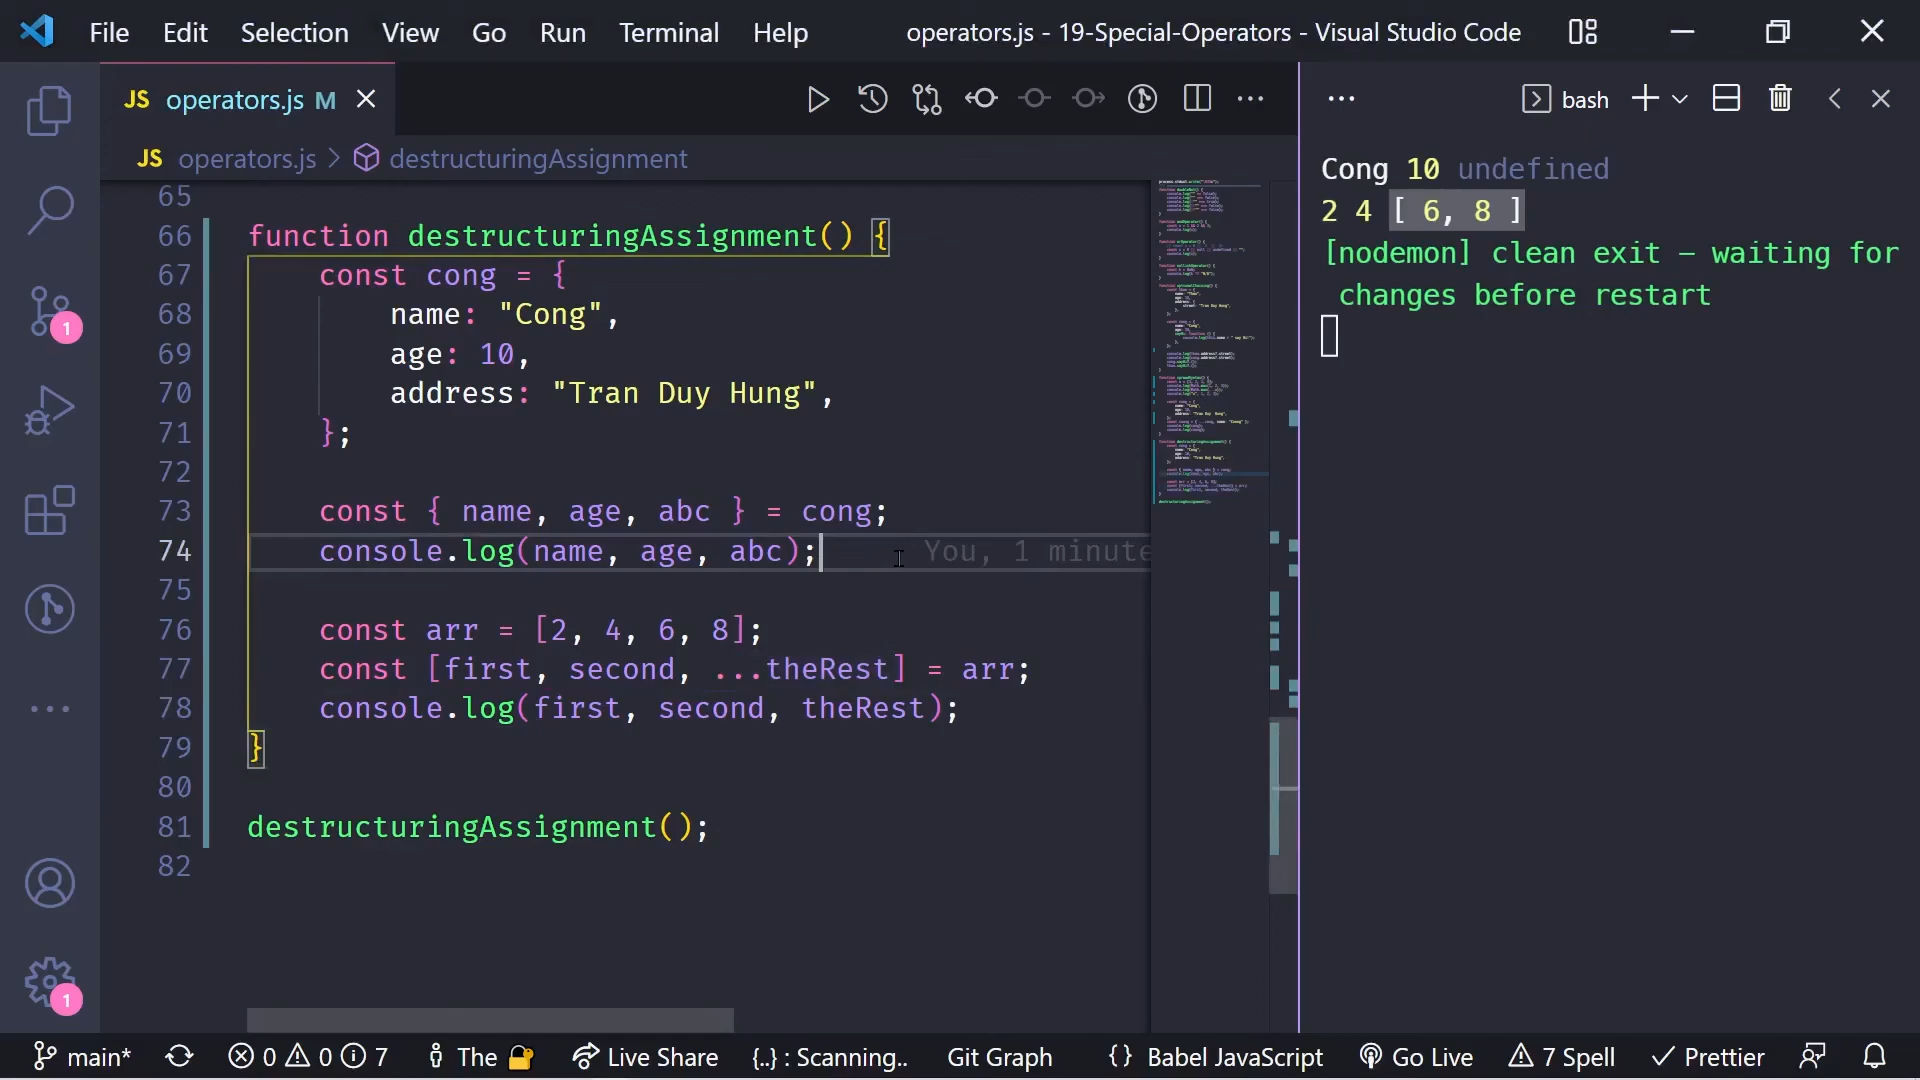 File Edit Selection View Go Run Terminal Help operators.js - 19-Special-Operators - Visual Studio Code
JS operators.js M
JS operators.js > destructuringAssignment
65
66 function destructuringAssignment() {
67 const cong = {
68 name: "Cong",
69 age: 10,
70 address: "Tran Duy Hung",
71 };
72
73 const { name, age, abc } = cong;
74 console.log(name, age, abc); You, 1 minute
75
76 const arr = [2, 4, 6, 8];
77 const [first, second, ...theRest] = arr;
78 console.log(first, second, theRest);
79 }
80
81 destructuringAssignment();
82
bash
Cong 10 undefined
2 4 [ 6, 8 ]
[nodemon] clean exit – waiting for
changes before restart
1
1
main* 0 0 7 The Live Share {..} : Scanning.. Git Graph {} Babel JavaScript Go Live 7 Spell Prettier